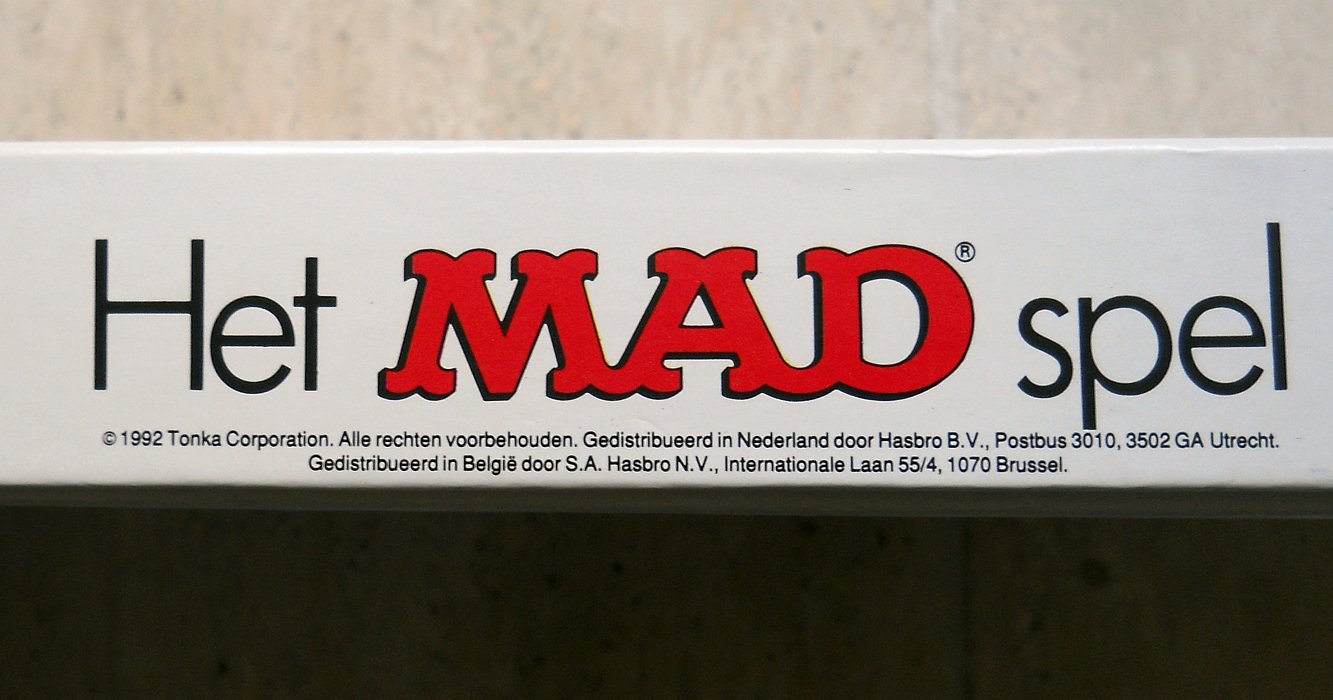 Het MAD® spel
© 1992 Tonka Corporation. Alle rechten voorbehouden. Gedistribueerd in Nederland door Hasbro B.V., Postbus 3010, 3502 GA Utrecht.
Gedistribueerd in België door S.A. Hasbro N.V., Internationale Laan 55/4, 1070 Brussel.